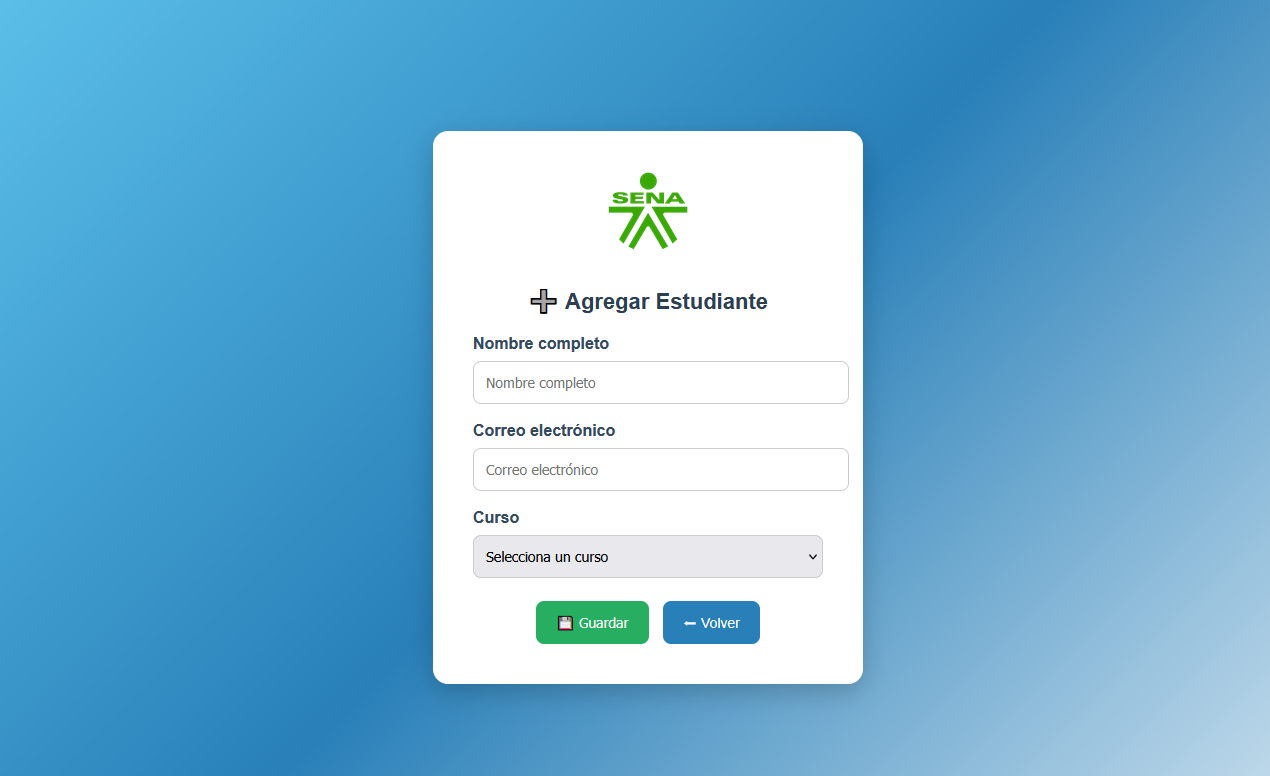 SENA
➕ Agregar Estudiante
Nombre completo
Nombre completo
Correo electrónico
Correo electrónico
Curso
Selecciona un curso
💾 Guardar
⬅ Volver